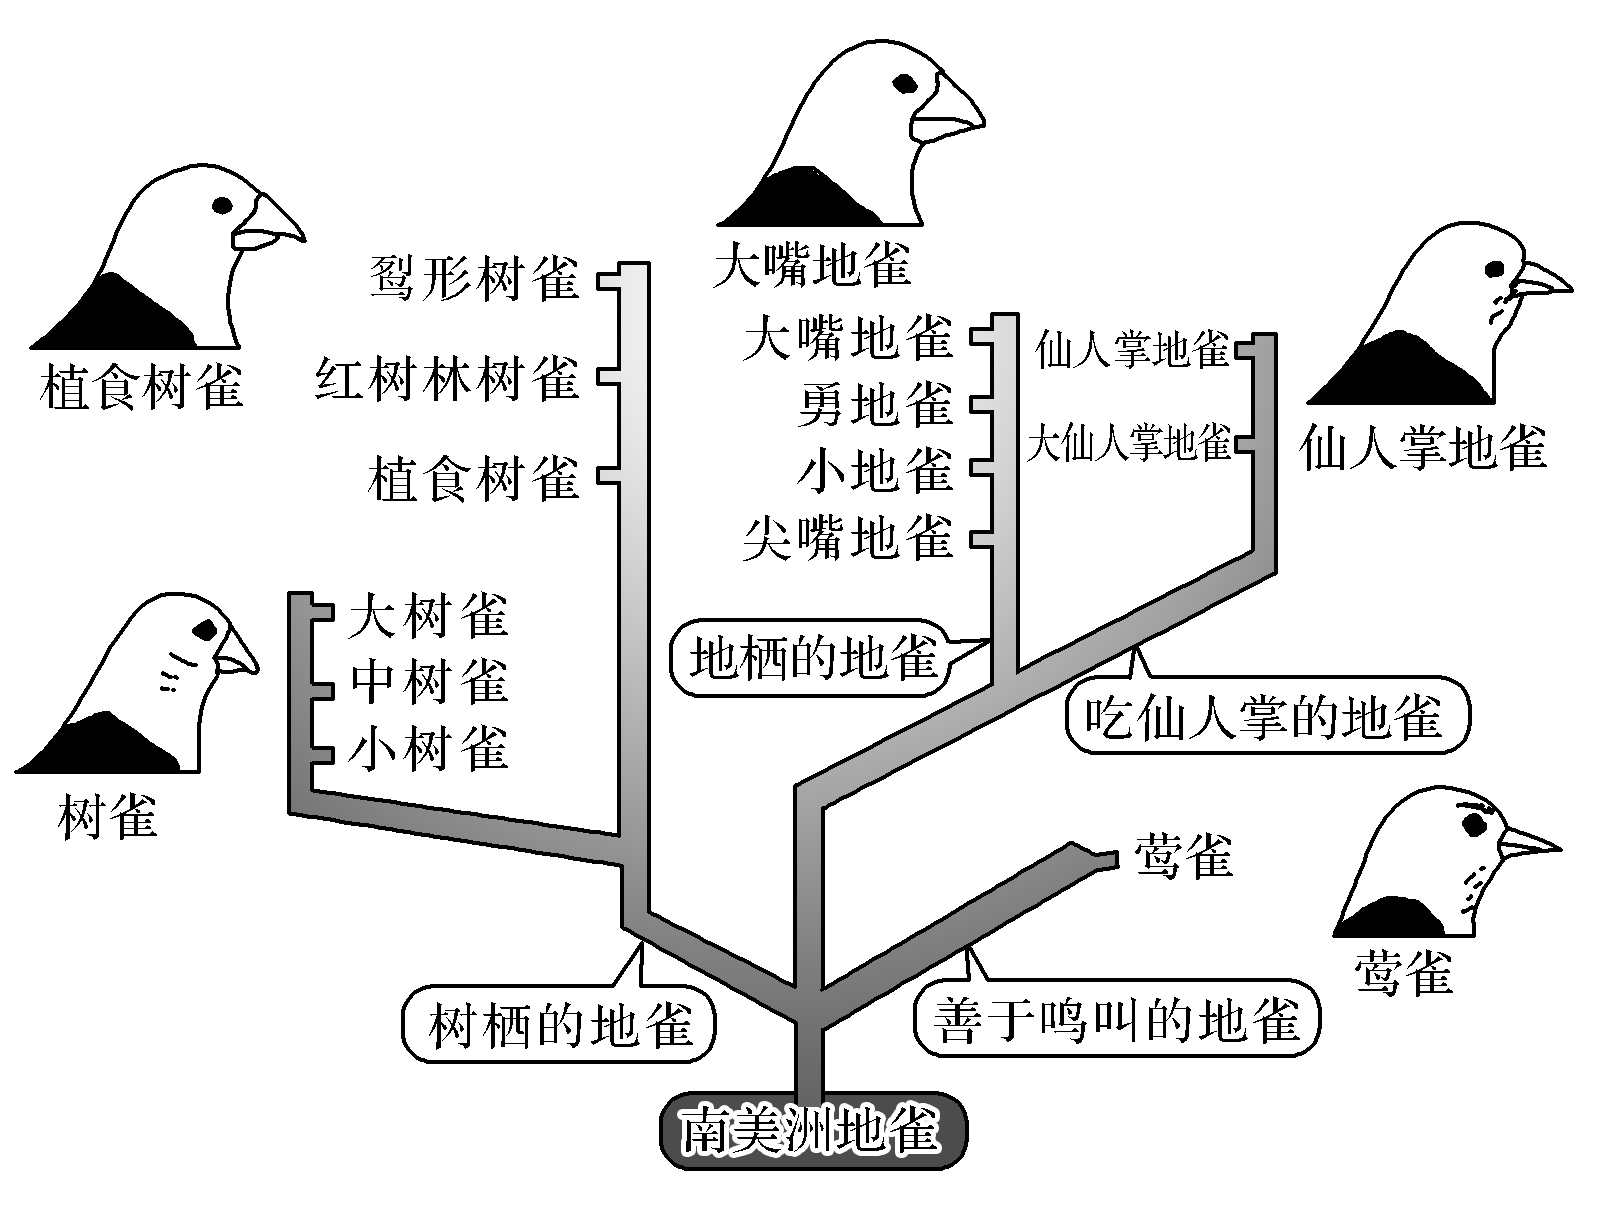 大嘴地雀
植食树雀
䴕形树雀
红树林树雀
植食树雀
大嘴地雀
勇地雀
小地雀
尖嘴地雀
仙人掌地雀
大仙人掌地雀
仙人掌地雀
大树雀
中树雀
小树雀
树雀
地栖的地雀
吃仙人掌的地雀
莺雀
莺雀
树栖的地雀
善于鸣叫的地雀
南美洲地雀